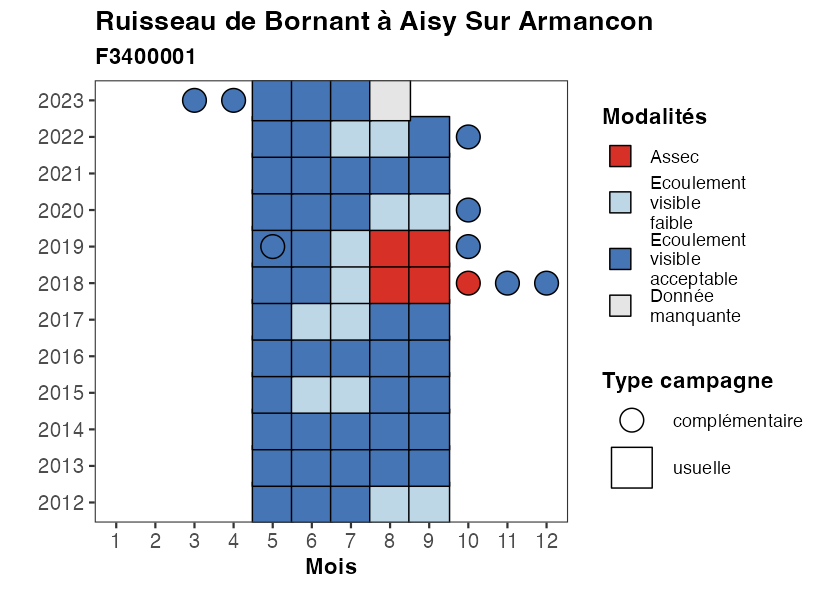 Ruisseau de Bornant à Aisy Sur Armancon
F3400001
2023
2022
2021
2020
2019
2018
2017
2016
2015
2014
2013
2012
1 2 3 4 5 6 7 8 9 10 11 12
Mois
Modalités
Assec
Ecoulement
visible
faible
Ecoulement
visible
acceptable
Donnée
manquante
Type campagne
complémentaire
usuelle